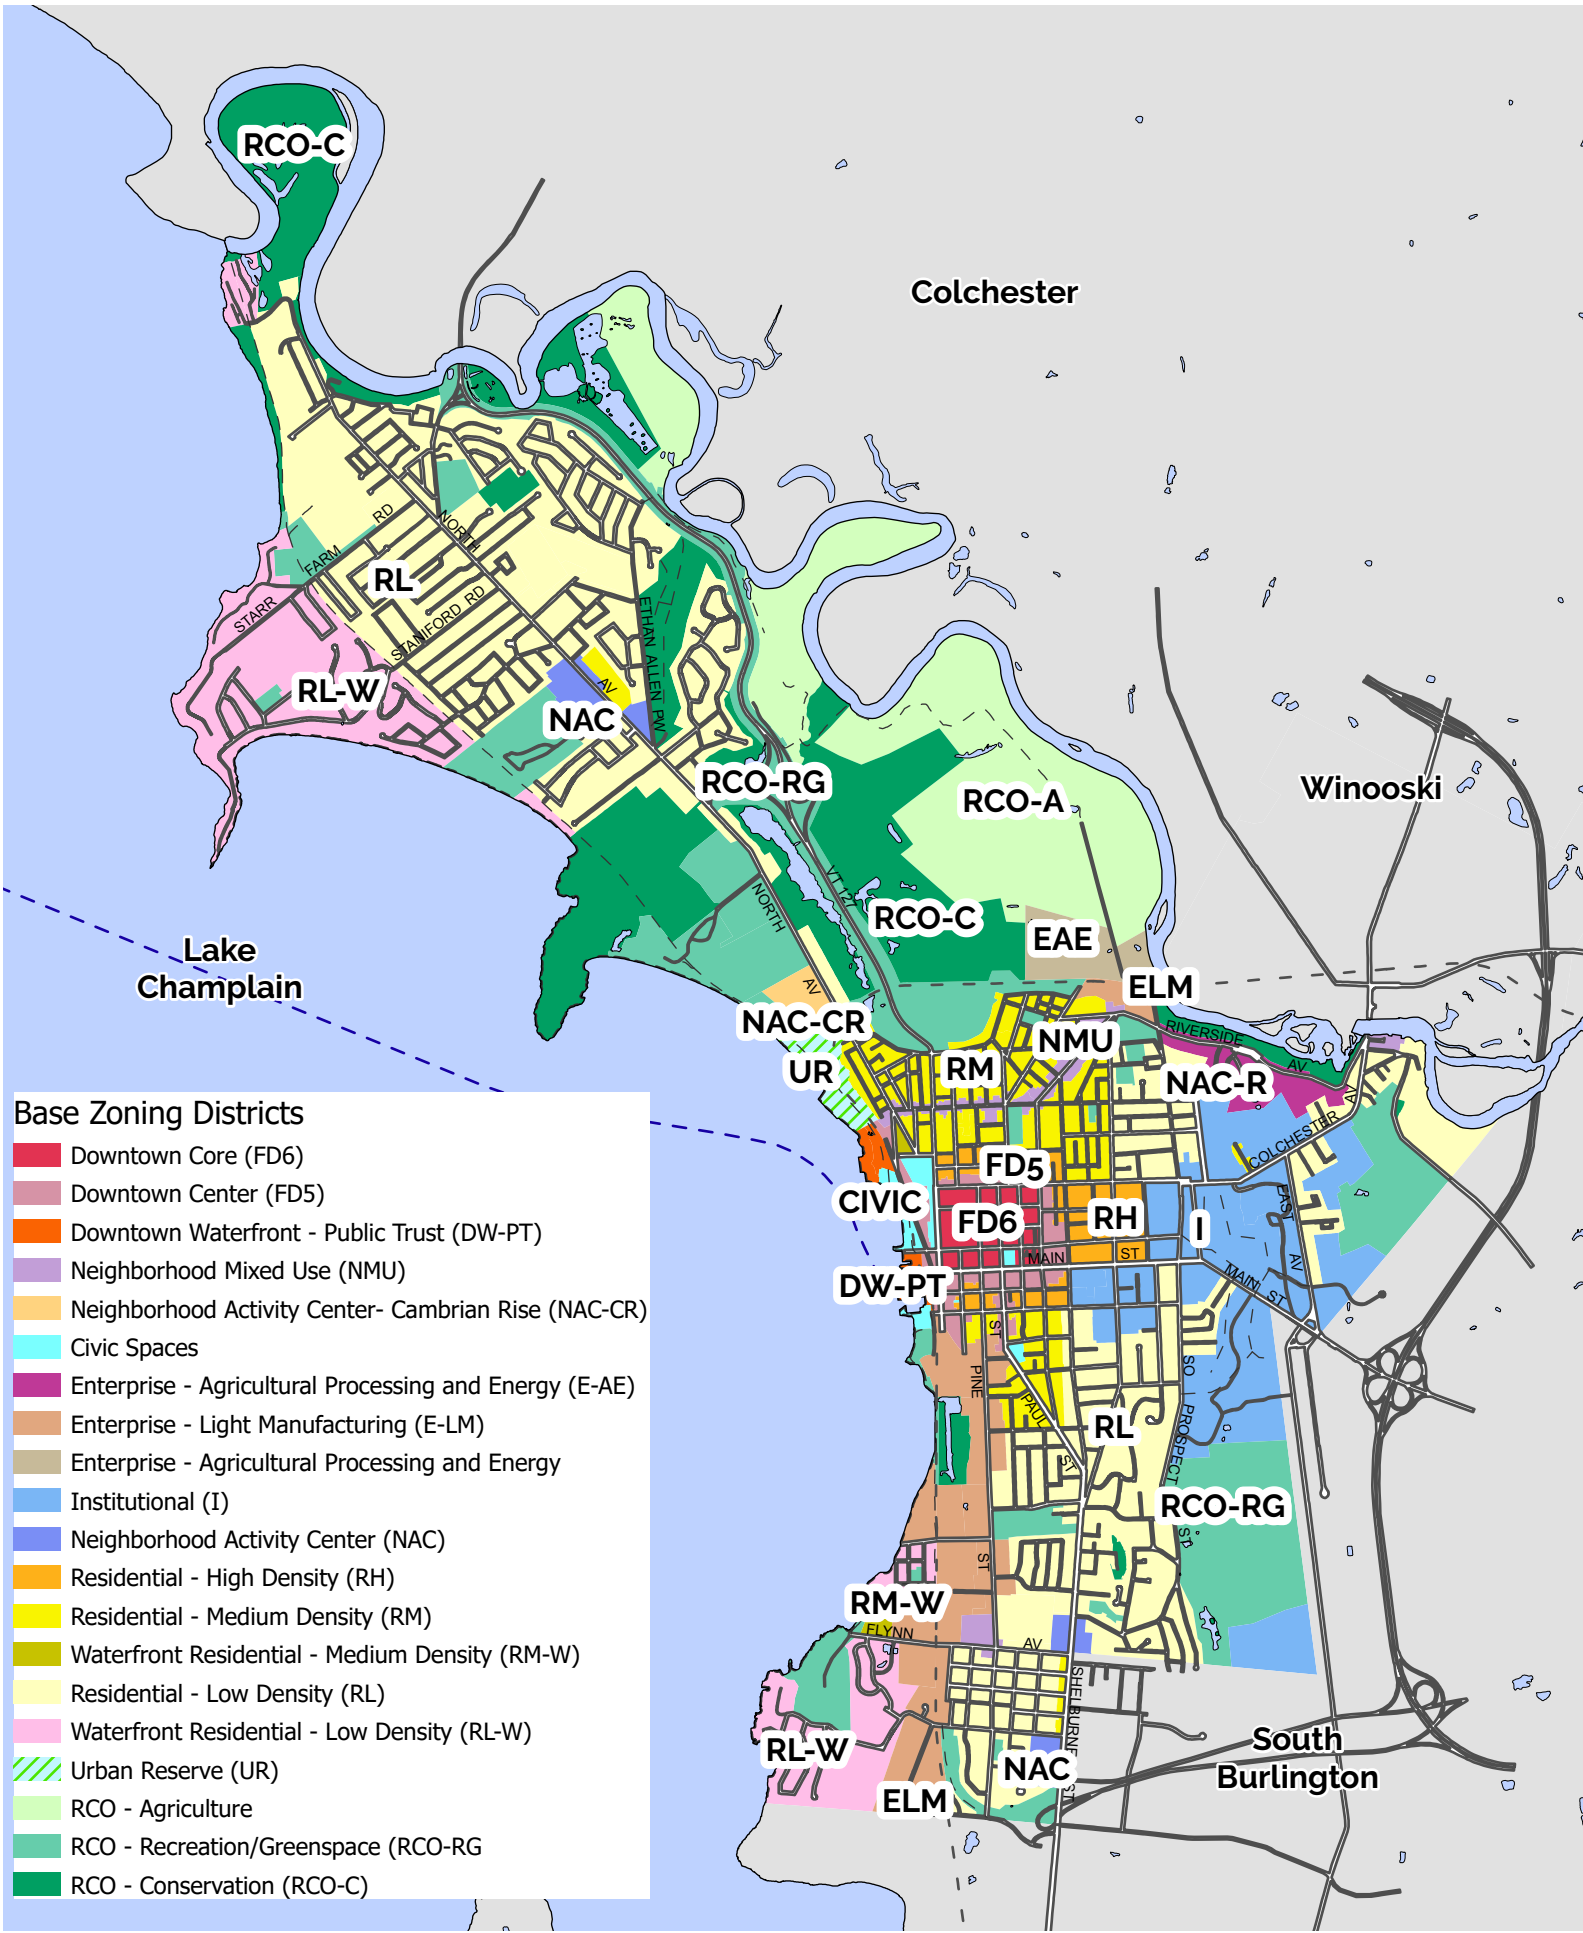 RCO-C
Colchester
NORTH
RD
FARM
RL
STARR
STANIFORD RD
ETHAN ALLEN PW
RL-W
AV
NAC
RCO-RG
RCO-A
Winooski
VT 127
NORTH
RCO-C
EAE
Lake
Champlain
AV
ELM
NAC-CR
RIVERSIDE
NMU
AV
UR
RM
NAC-R
AV
COLCHESTER
FD5
CIVIC
EAST
FD6
RH
I
MAIN
ST
AV
DW-PT
MAIN
ST
ST
SO
PINE
PAUL
RL
PROSPECT
ST
RCO-RG
ST
ST
RM-W
FLYNN
AV
SHELBURNE
ST
South
Burlington
RL-W
NAC
ELM
Base Zoning Districts
Downtown Core (FD6)
Downtown Center (FD5)
Downtown Waterfront - Public Trust (DW-PT)
Neighborhood Mixed Use (NMU)
Neighborhood Activity Center- Cambrian Rise (NAC-CR)
Civic Spaces
Enterprise - Agricultural Processing and Energy (E-AE)
Enterprise - Light Manufacturing (E-LM)
Enterprise - Agricultural Processing and Energy
Institutional (I)
Neighborhood Activity Center (NAC)
Residential - High Density (RH)
Residential - Medium Density (RM)
Waterfront Residential - Medium Density (RM-W)
Residential - Low Density (RL)
Waterfront Residential - Low Density (RL-W)
Urban Reserve (UR)
RCO - Agriculture
RCO - Recreation/Greenspace (RCO-RG
RCO - Conservation (RCO-C)